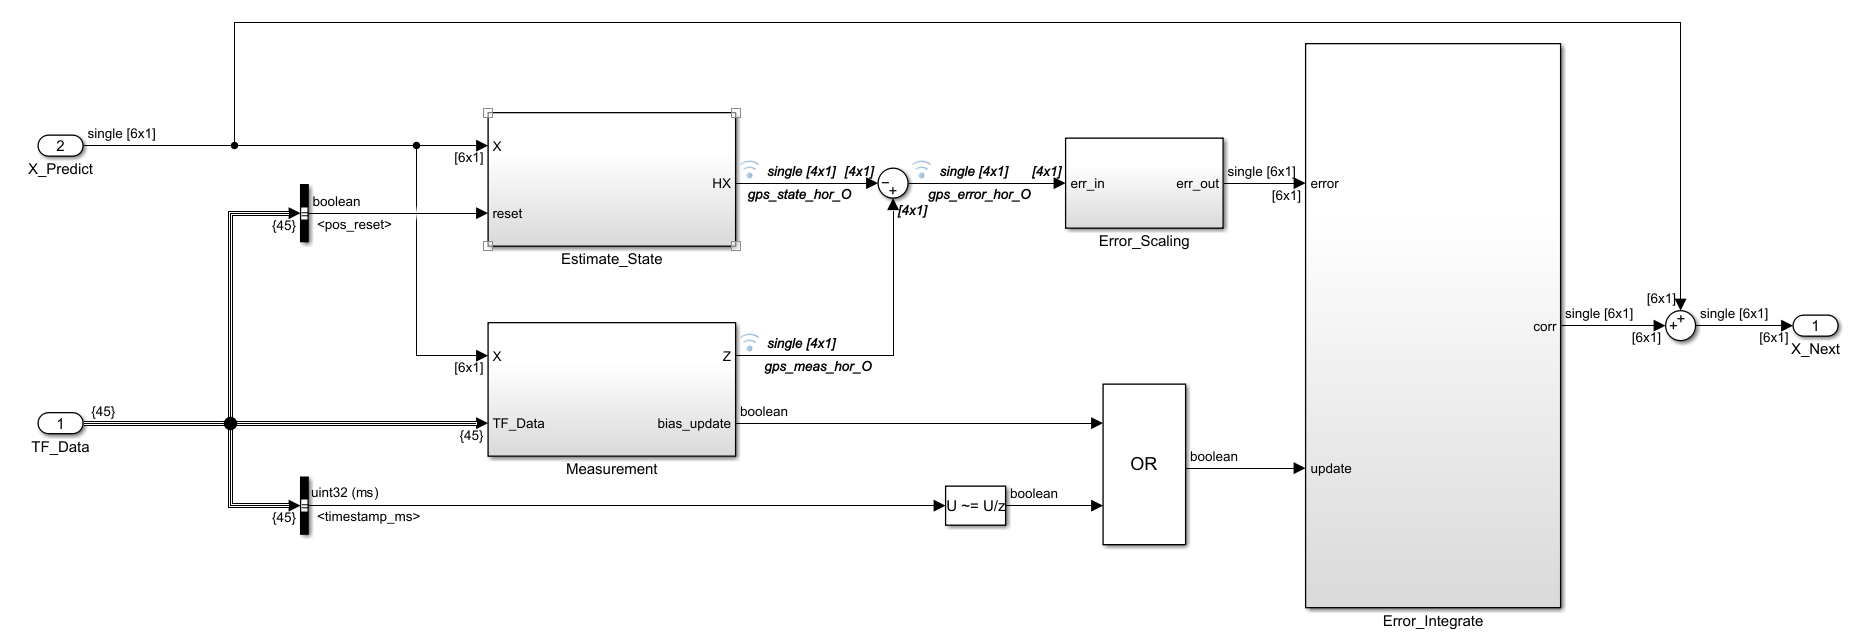 2
X_Predict
single [6x1]
[6x1]
X
reset
HX
Estimate_State
boolean
<pos_reset>
{45}
single [4x1]
[4x1]
gps_state_hor_O
−
+
[4x1]
single [4x1]
[4x1]
gps_error_hor_O
err_in
err_out
Error_Scaling
single [6x1]
[6x1]
error
update
corr
Error_Integrate
[6x1]
X
TF_Data
Z
bias_update
Measurement
single [4x1]
gps_meas_hor_O
1
TF_Data
{45}
{45}
boolean
uint32 (ms)
<timestamp_ms>
{45}
U ~= U/z
boolean
OR
boolean
single [6x1]
[6x1]
[6x1]
+
+
single [6x1]
[6x1]
1
X_Next